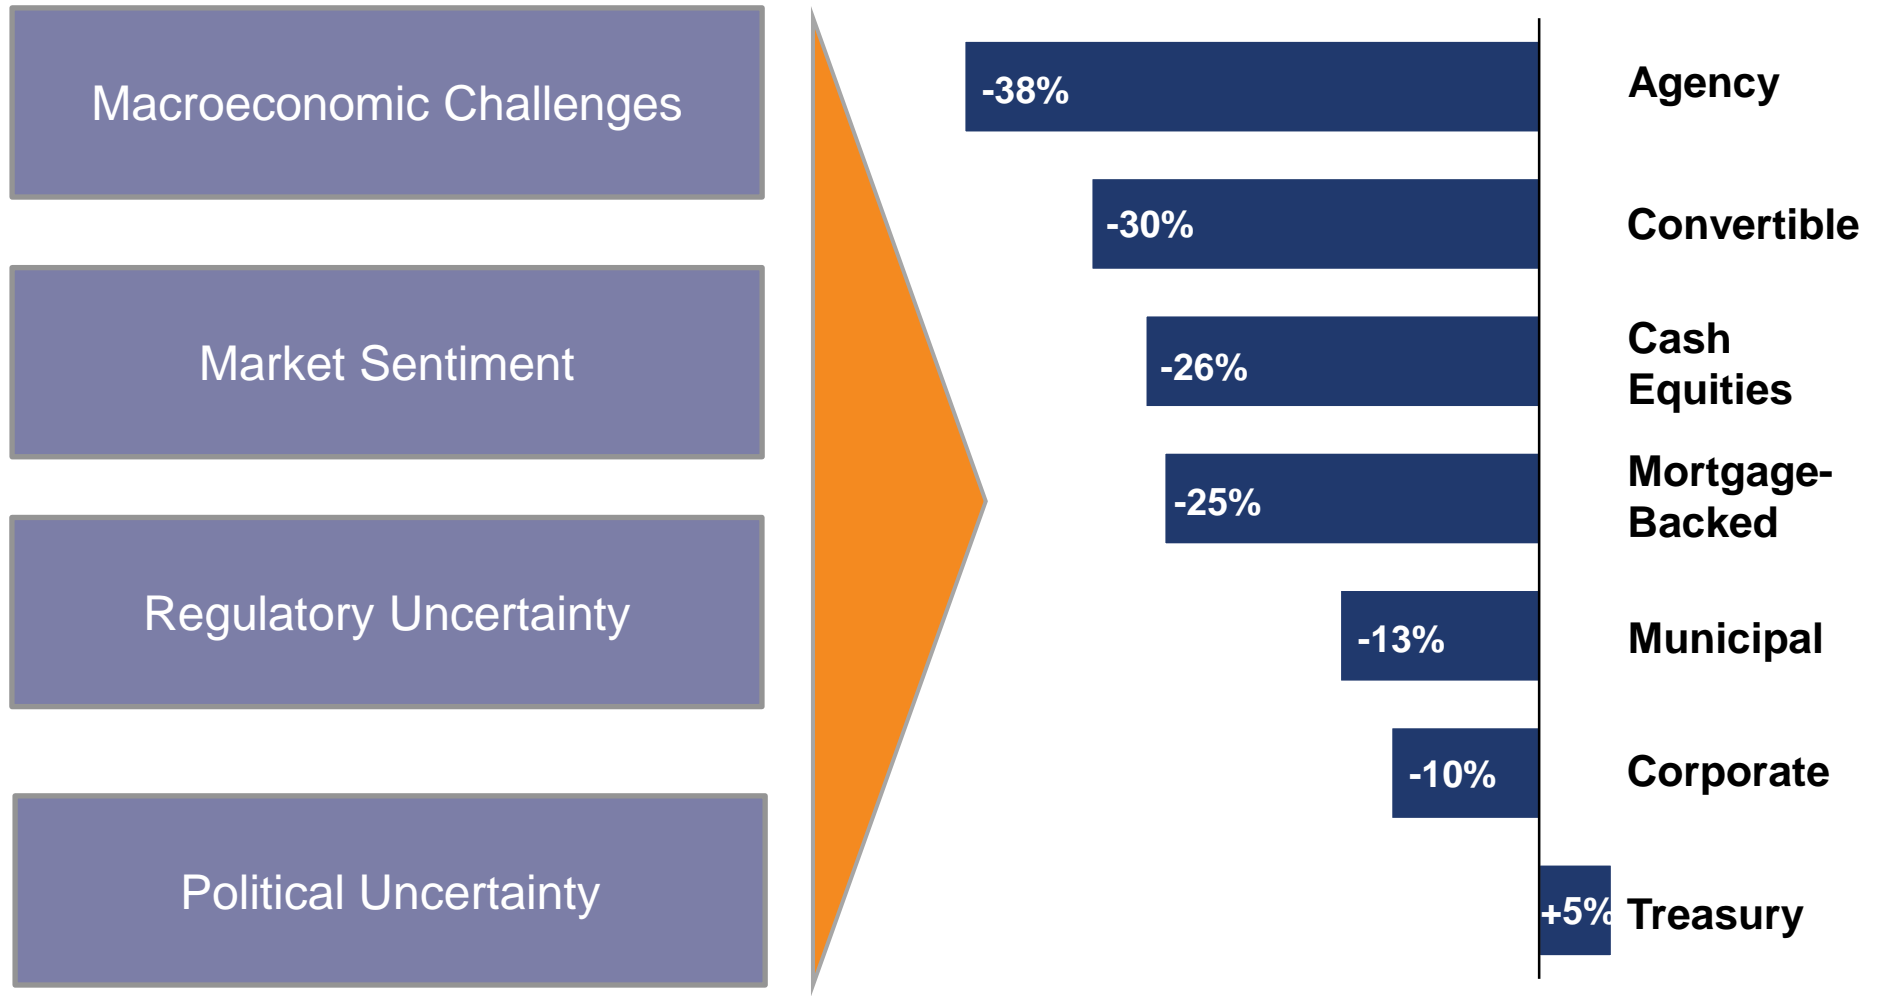 Macroeconomic Challenges
Market Sentiment
Regulatory Uncertainty
Political Uncertainty
-38%
Agency
-30%
Convertible
-26%
Cash
Equities
-25%
Mortgage-
Backed
-13%
Municipal
-10%
Corporate
+5%
Treasury